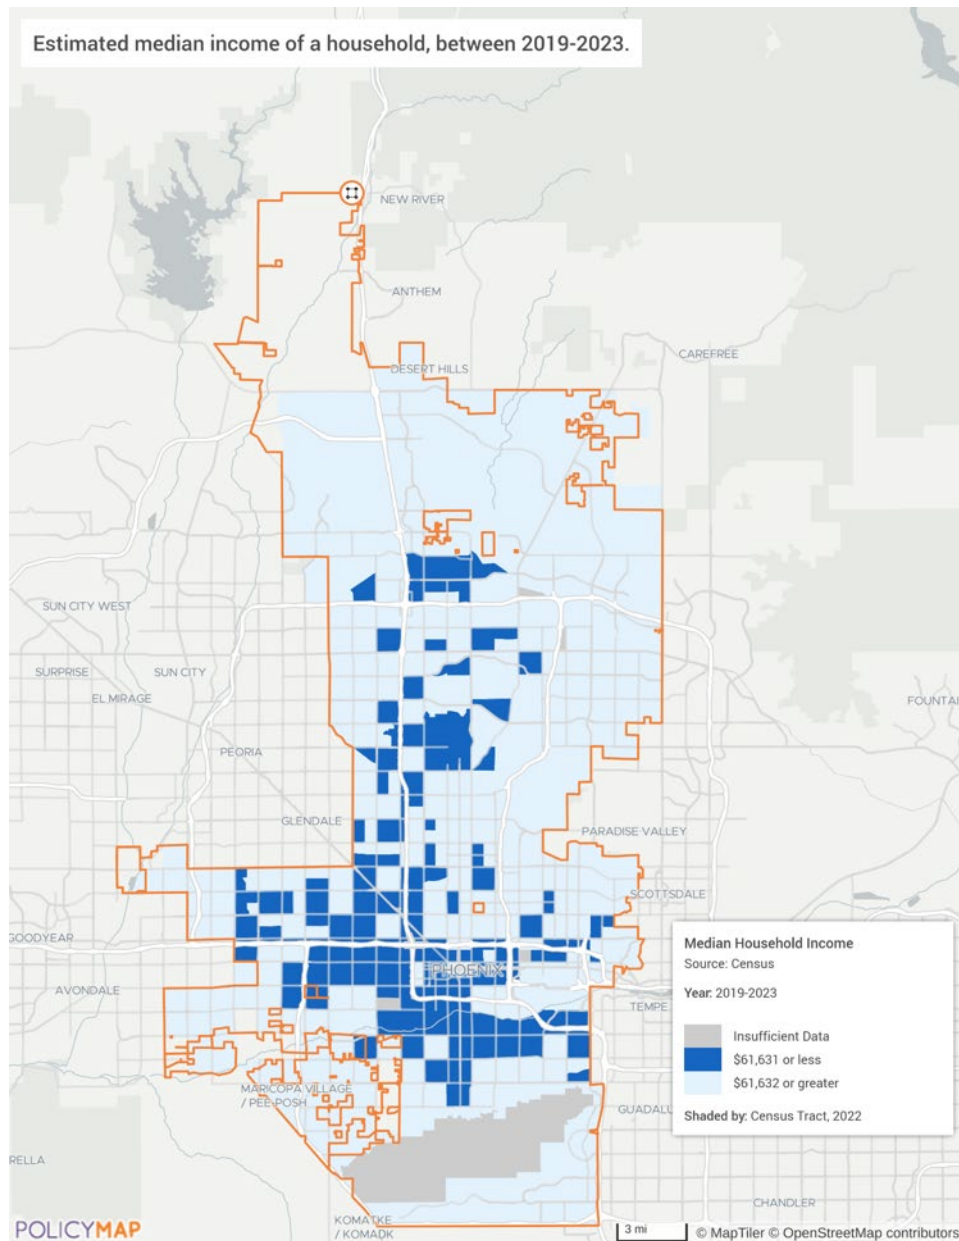 Estimated median income of a household, between 2019-2023.
NEW RIVER
ANTHEM
CAREFREE
DESERT HILLS
SUN CITY WEST
SURPRISE
SUN CITY
EL MIRAGE
FOUNTAI
PEORIA
GLENDALE
PARADISE VALLEY
SCOTTSDALE
GOODYEAR
PHOENIX
AVONDALE
TEMPE
MARICOPA VILLAGE
/ PEE-POSH
GUADALU
RELLA
CHANDLER
KOMATKE
/ KOMADK
Median Household Income
Source: Census
Year: 2019-2023
Insufficient Data
$61,631 or less
$61,632 or greater
Shaded by: Census Tract, 2022
POLICYMAP
3 mi
© MapTiler © OpenStreetMap contributors